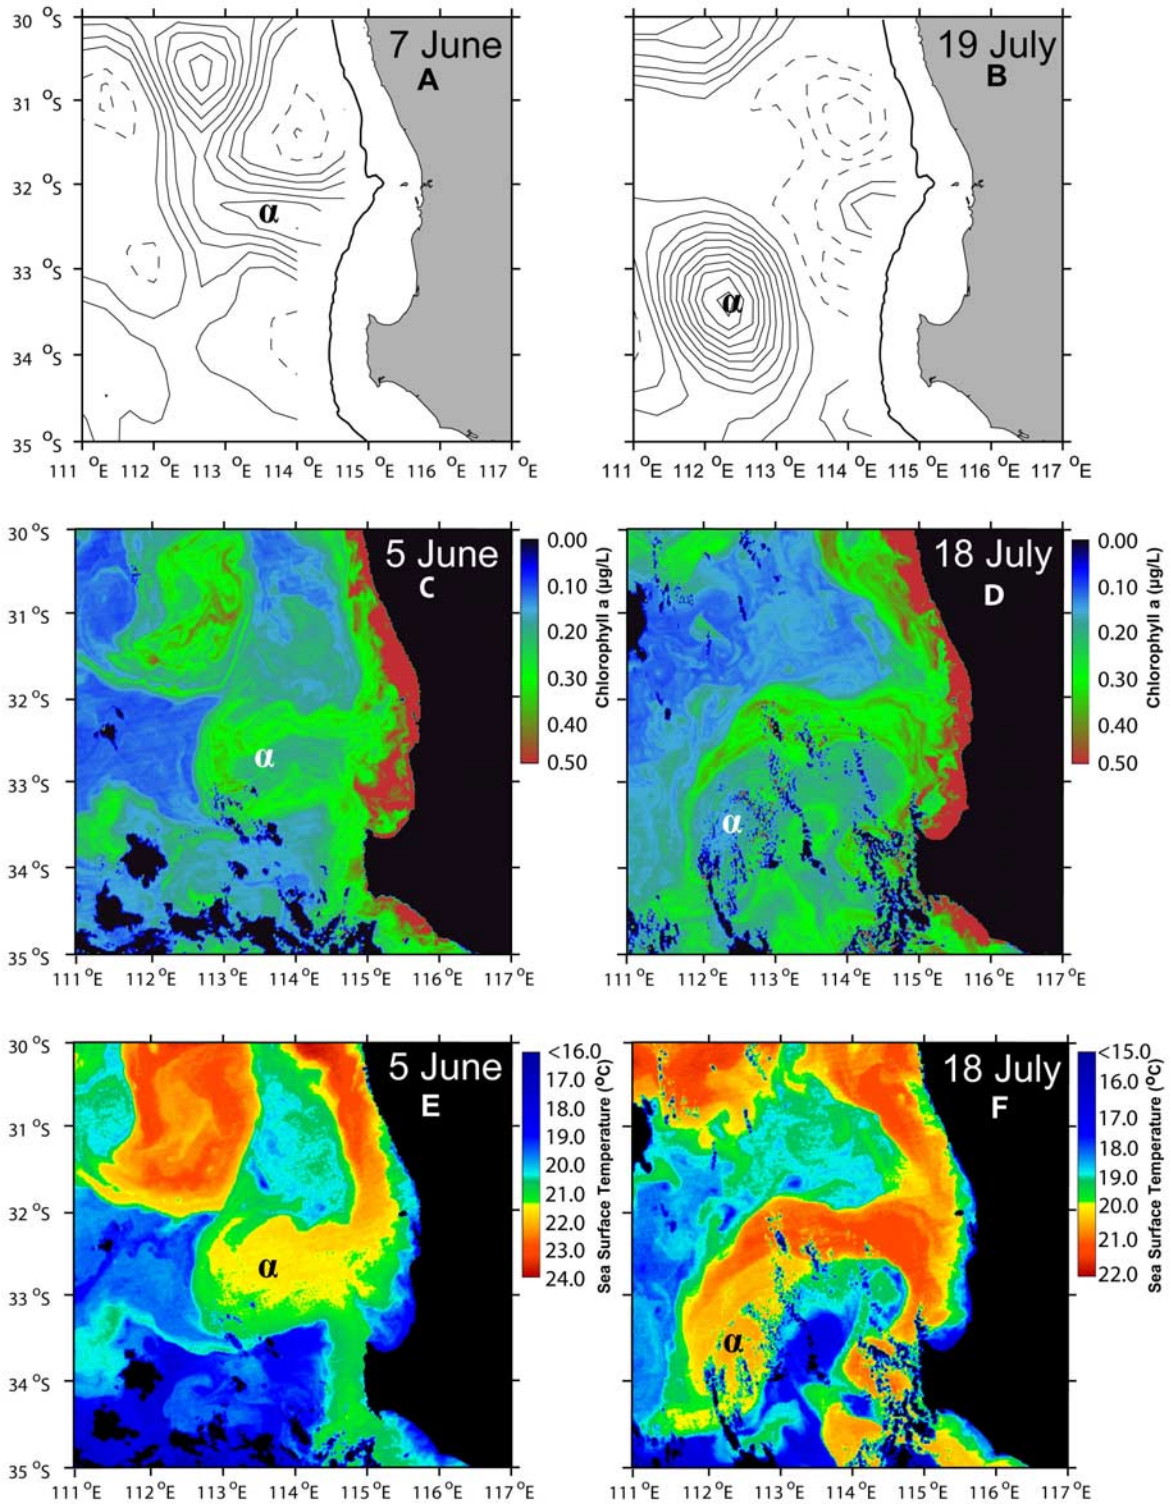 30 °S
7 June
A
31 °S
32 °S
α
33 °S
34 °S
35 °S
111 °E 112 °E 113 °E 114 °E 115 °E 116 °E 117 °E
19 July
B
α
111 °E 112 °E 113 °E 114 °E 115 °E 116 °E 117 °E
30 °S
5 June
C
31 °S
32 °S
α
33 °S
34 °S
35 °S
111 °E 112 °E 113 °E 114 °E 115 °E 116 °E 117 °E
0.00
0.10
0.20
0.30
0.40
0.50
Chlorophyll a (µg/L)
18 July
D
α
111 °E 112 °E 113 °E 114 °E 115 °E 116 °E 117 °E
0.00
0.10
0.20
0.30
0.40
0.50
Chlorophyll a (µg/L)
30 °S
5 June
E
31 °S
32 °S
α
33 °S
34 °S
35 °S
111 °E 112 °E 113 °E 114 °E 115 °E 116 °E 117 °E
<16.0
17.0
18.0
19.0
20.0
21.0
22.0
23.0
24.0
Sea Surface Temperature (°C)
18 July
F
α
111 °E 112 °E 113 °E 114 °E 115 °E 116 °E 117 °E
<15.0
16.0
17.0
18.0
19.0
20.0
21.0
22.0
Sea Surface Temperature (°C)